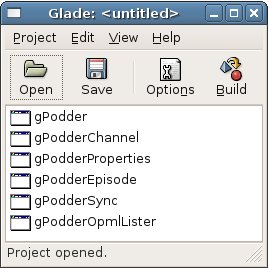 Glade: <untitled>
Project Edit View Help
Open Save Options Build
gPodder
gPodderChannel
gPodderProperties
gPodderEpisode
gPodderSync
gPodderOpmlLister
Project opened.